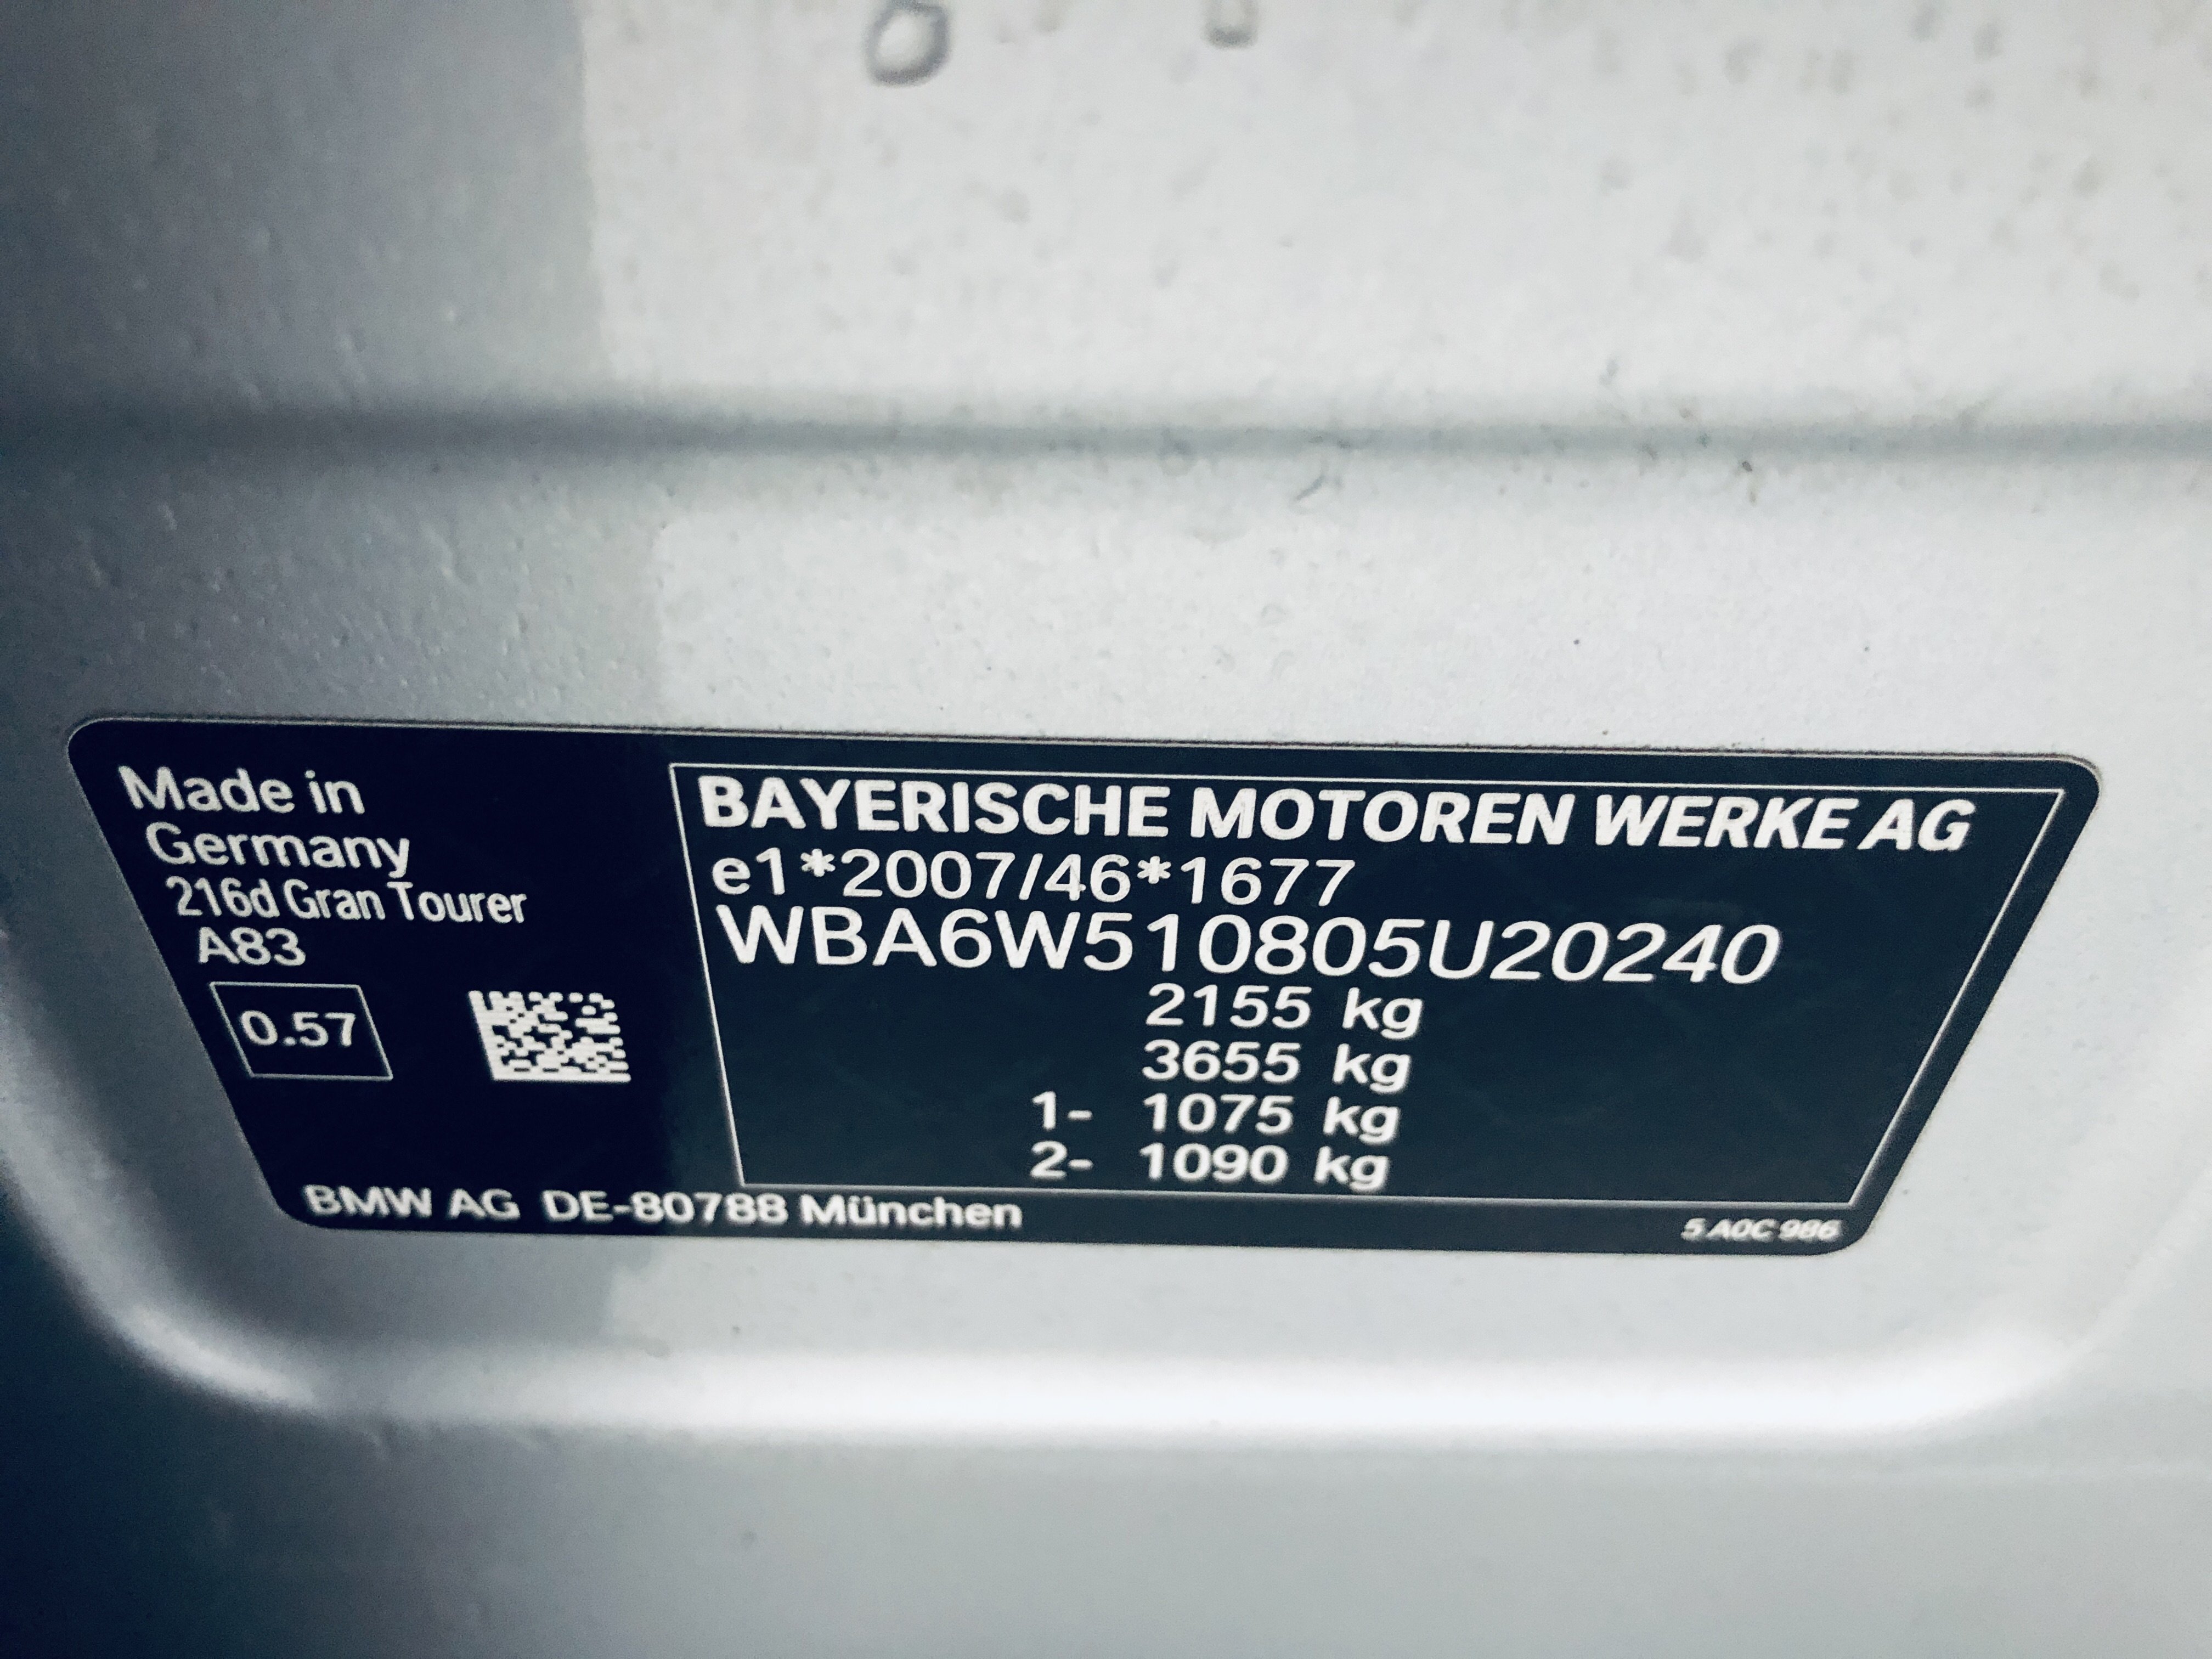 Made in
Germany
216d Gran Tourer
A83
0.57
BMW AG DE-80788 München
BAYERISCHE MOTOREN WERKE AG
e1*2007/46*1677
WBA6W510805U20240
2155 kg
3655 kg
1- 1075 kg
2- 1090 kg
5 A0C 986